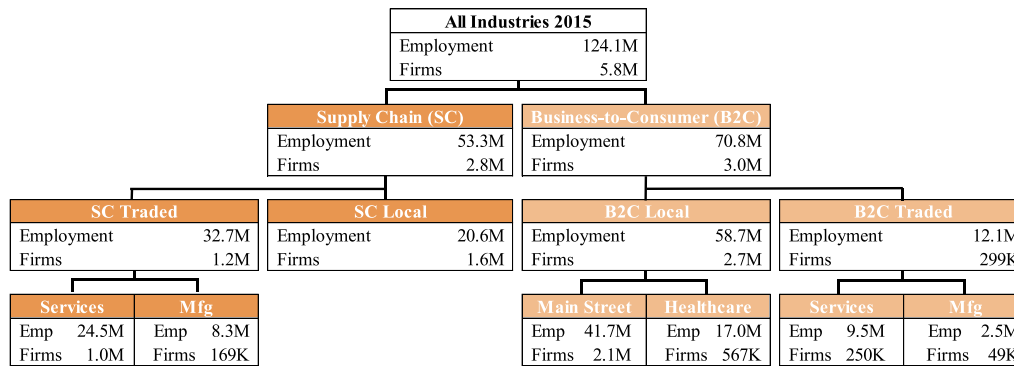 All Industries 2015
Employment 124.1M
Firms 5.8M
Supply Chain (SC)
Employment 53.3M
Firms 2.8M
Business-to-Consumer (B2C)
Employment 70.8M
Firms 3.0M
SC Traded
Employment 32.7M
Firms 1.2M
SC Local
Employment 20.6M
Firms 1.6M
B2C Local
Employment 58.7M
Firms 2.7M
B2C Traded
Employment 12.1M
Firms 299K
Services
Emp 24.5M
Firms 1.0M
Mfg
Emp 8.3M
Firms 169K
Main Street
Emp 41.7M
Firms 2.1M
Healthcare
Emp 17.0M
Firms 567K
Services
Emp 9.5M
Firms 250K
Mfg
Emp 2.5M
Firms 49K